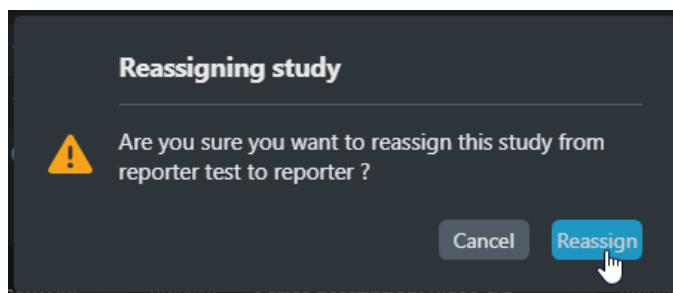 Reassigning study
Are you sure you want to reassign this study from
reporter test to reporter ?
Cancel
Reassign